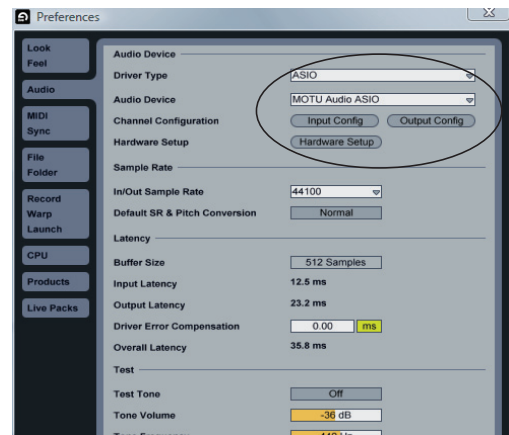 Preferences
Look
Feel
Audio
MIDI
Sync
File
Folder
Record
Warp
Launch
CPU
Products
Live Packs
Audio Device
Driver Type ASIO
Audio Device MOTU Audio ASIO
Channel Configuration Input Config Output Config
Hardware Setup Hardware Setup
Sample Rate
In/Out Sample Rate 44100
Default SR & Pitch Conversion Normal
Latency
Buffer Size 512 Samples
Input Latency 12.5 ms
Output Latency 23.2 ms
Driver Error Compensation 0.00 ms
Overall Latency 35.8 ms
Test
Test Tone Off
Tone Volume -36 dB